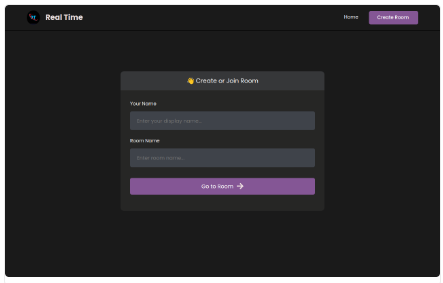 Real Time
Home
Create Room
👋 Create or Join Room
Your Name
Enter your display name...
Room Name
Enter room name...
Go to Room →